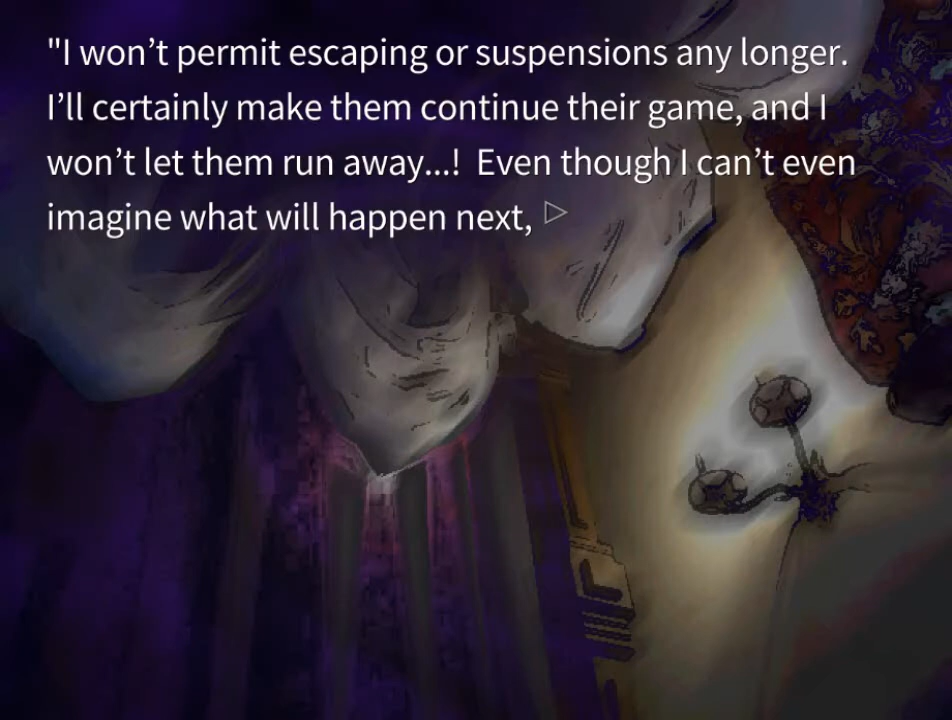 "I won’t permit escaping or suspensions any longer.
I’ll certainly make them continue their game, and I
won’t let them run away...!  Even though I can’t even
imagine what will happen next,